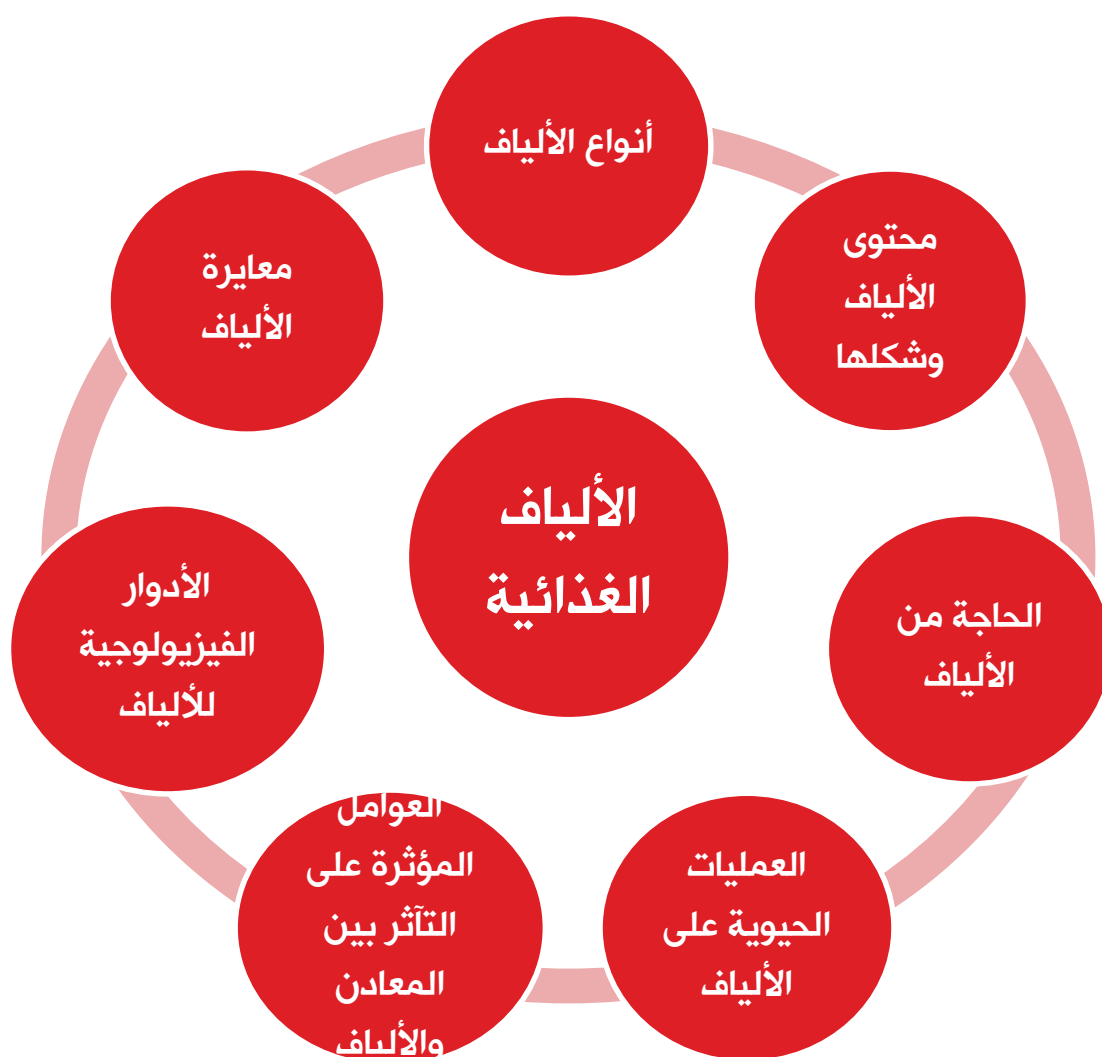 أنواع الألياف
محتوى
الألياف
وشكلها
الحاجة من
الألياف
العمليات
الحيوية على
الألياف
العوامل
المؤثرة على
التآثر بين
المعادن
والألياف
الأدوار
الفيزيولوجية
للألياف
معايرة
الألياف
الألياف
الغذائية